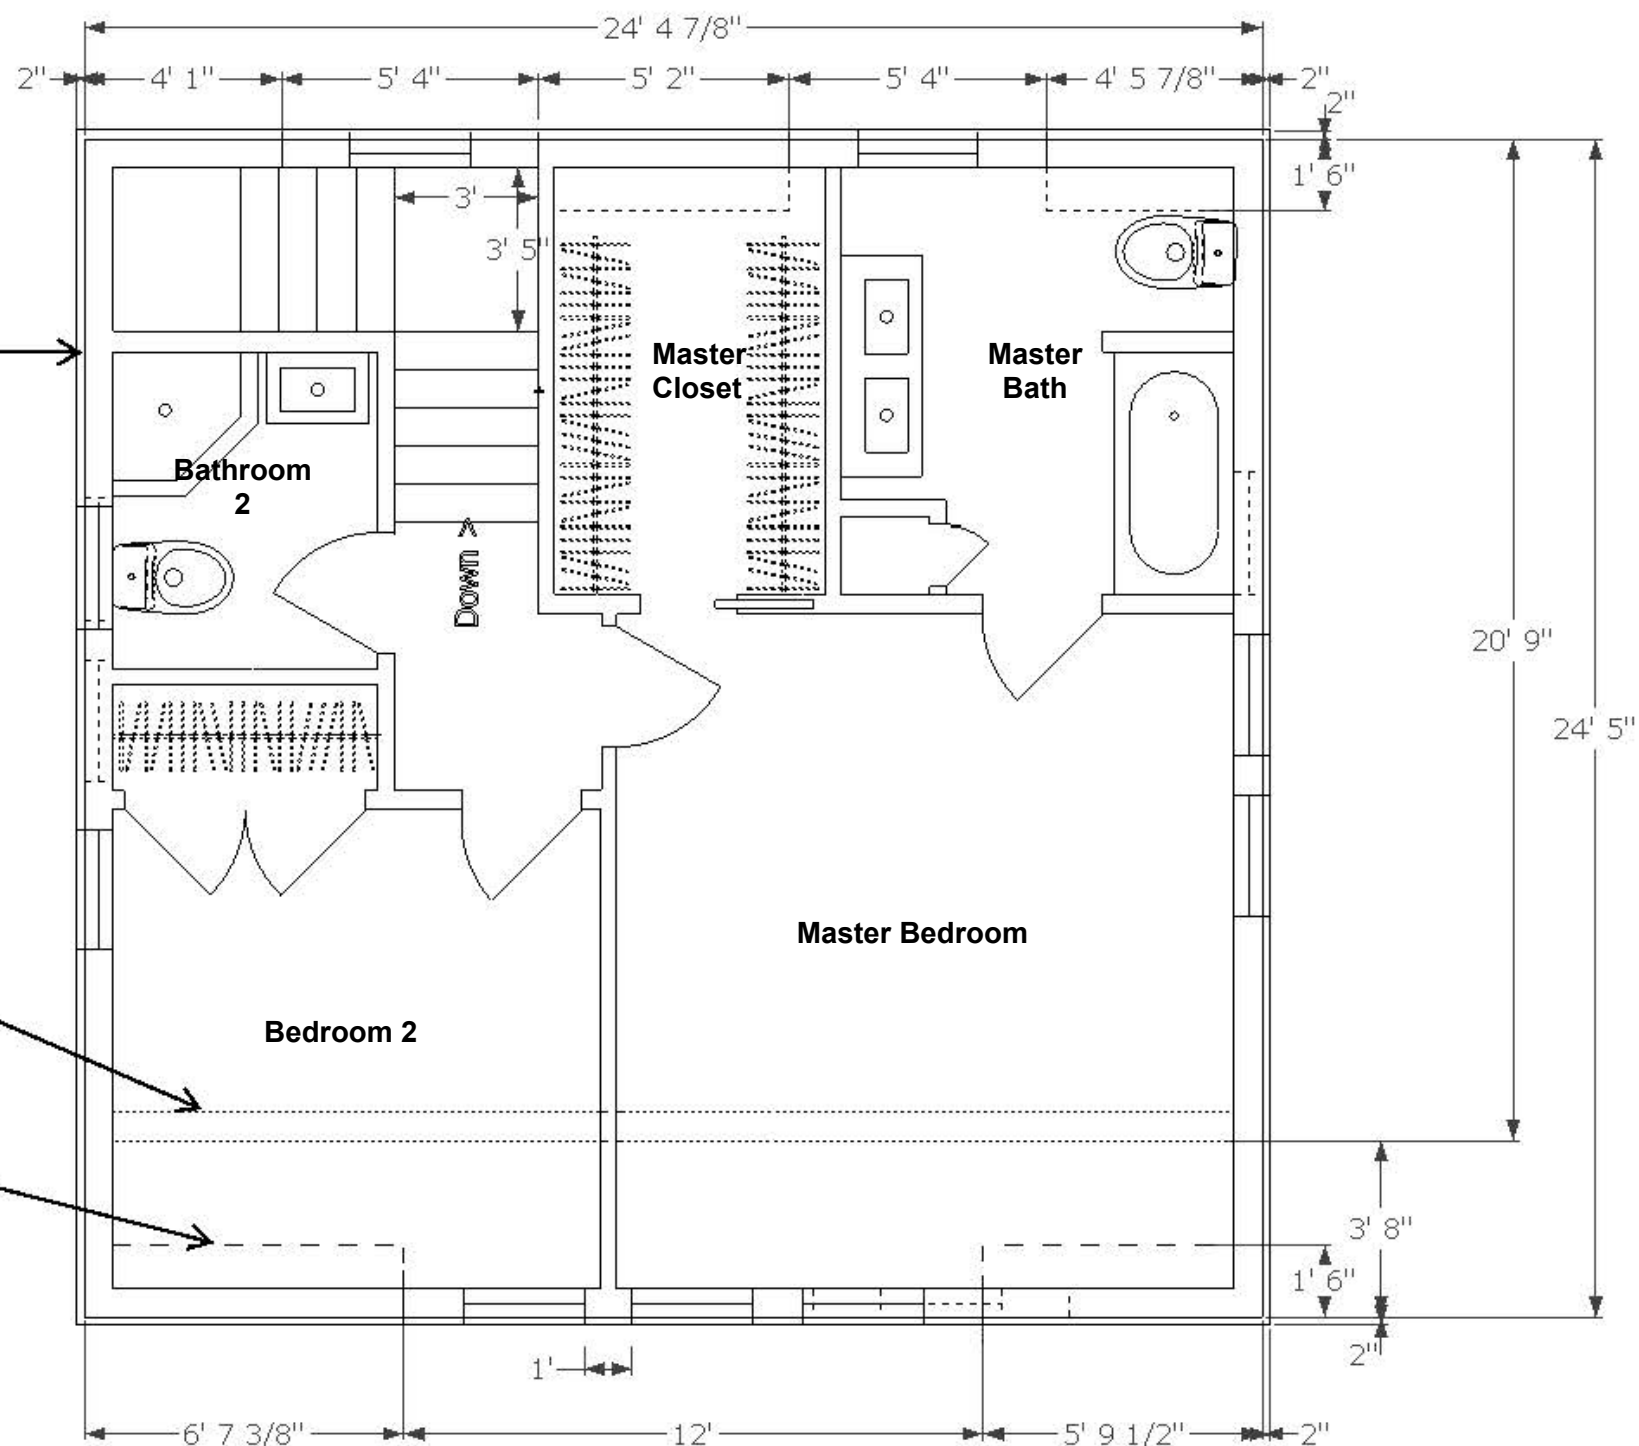 24' 4 7/8"
2" 4' 1" 5' 4" 5' 2" 5' 4" 4' 5 7/8" 2"
2"
1' 6"
3'
3' 5"
Master
Closet
Master
Bath
Bathroom
2
Down >
20' 9"
24' 5"
Master Bedroom
Bedroom 2
3' 8"
1' 6"
2"
1'
6' 7 3/8" 12' 5' 9 1/2" 2"